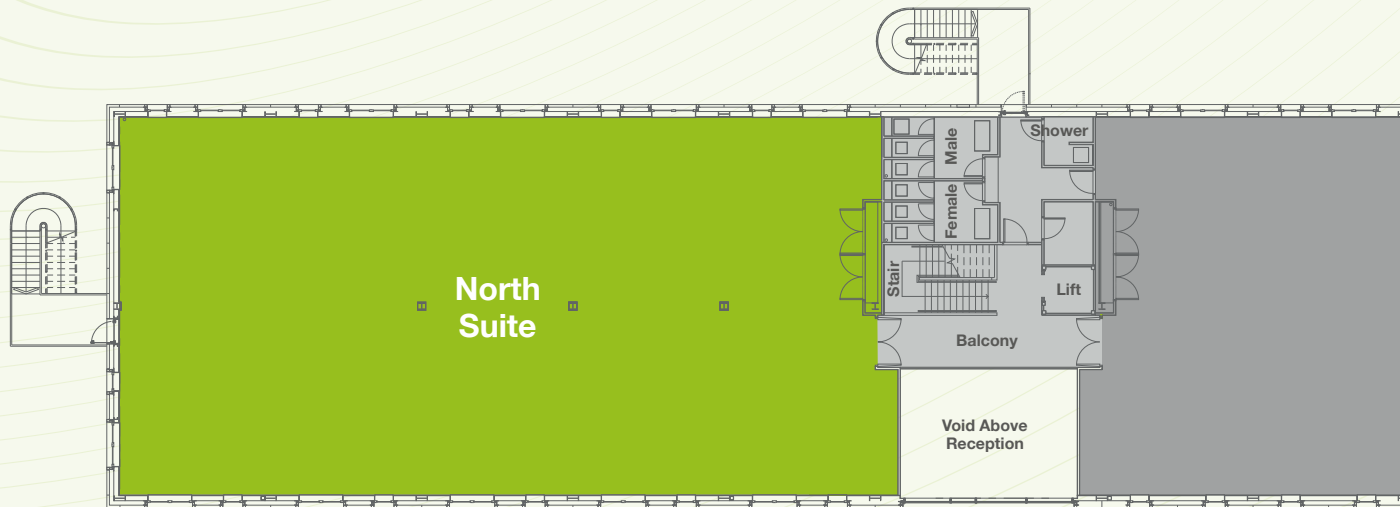 Shower
Male
Female
Stair
North
Suite
Lift
Balcony
Void Above
Reception